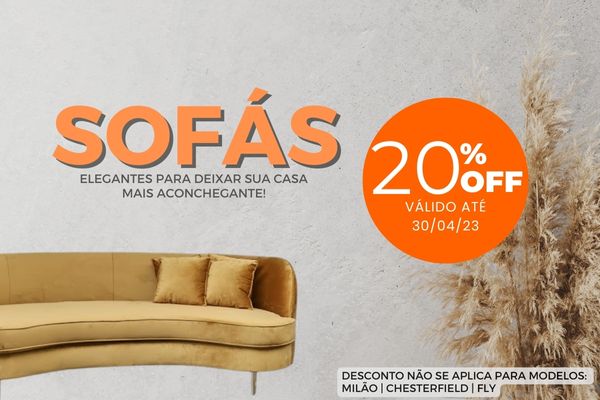 SOFÁS
ELEGANTES PARA DEIXAR SUA CASA
MAIS ACONCHEGANTE!
20% OFF
VÁLIDO ATÉ
30/04/23
DESCONTO NÃO SE APLICA PARA MODELOS:
MILÃO | CHESTERFIELD | FLY